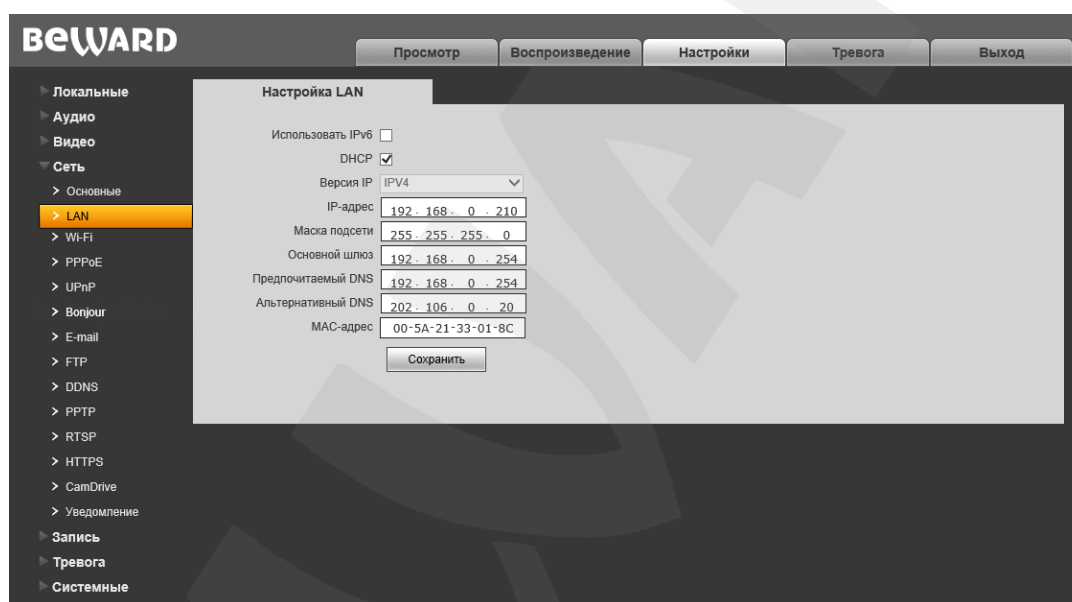 BEWARD
Просмотр
Воспроизведение
Настройки
Тревога
Выход
Локальные
Аудио
Видео
Сеть
Основные
LAN
Wi-Fi
PPPoE
UPnP
Bonjour
E-mail
FTP
DDNS
PPTP
RTSP
HTTPS
CamDrive
Уведомление
Запись
Тревога
Системные
Настройка LAN
Использовать IPv6
DHCP
Версия IP IPV4
IP-адрес 192 . 168 . 0 . 210
Маска подсети 255 . 255 . 255 . 0
Основной шлюз 192 . 168 . 0 . 254
Предпочитаемый DNS 192 . 168 . 0 . 254
Альтернативный DNS 202 . 106 . 0 . 20
MAC-адрес 00-5A-21-33-01-8C
Сохранить